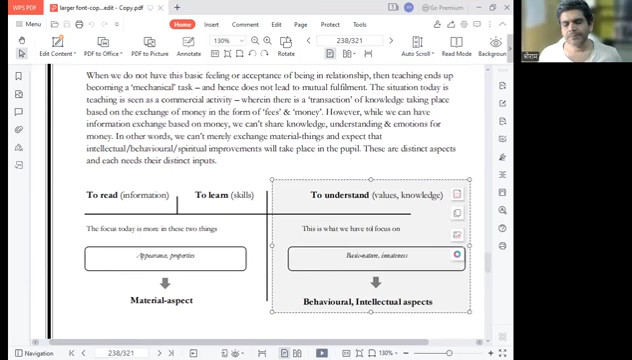 WPS PDF
larger font-cop...edit - Copy.pdf
Go Premium
Menu
Home
Edit
Insert
Comment
Page
Protect
Tools
Edit Content
PDF to Office
PDF to Picture
Annotate
130%
Rotate
238/321
Auto Scroll
Read Mode
Background
When we do not have this basic feeling or acceptance of being in relationship, then teaching ends up
becoming a 'mechanical' task – and hence does not lead to mutual fulfilment. The situation today is
teaching is seen as a commercial activity – wherein there is a 'transaction' of knowledge taking place
based on the exchange of money in the form of 'fees' & 'money'. However, while we can have
information exchange based on money, we can't share knowledge, understanding & emotions for
money. In other words, we can't merely exchange material-things and expect that
intellectual/behavioural/spiritual improvements will take place in the pupil. These are distinct aspects
and each needs their distinct inputs.
To read (information)
To learn (skills)
To understand (values, knowledge)
The focus today is more in these two things
This is what we have to focus on
Appearance, properties
Basic-nature, innateness
Material-aspect
Behavioural, Intellectual aspects
Navigation
238/321
130%
श्रीराम